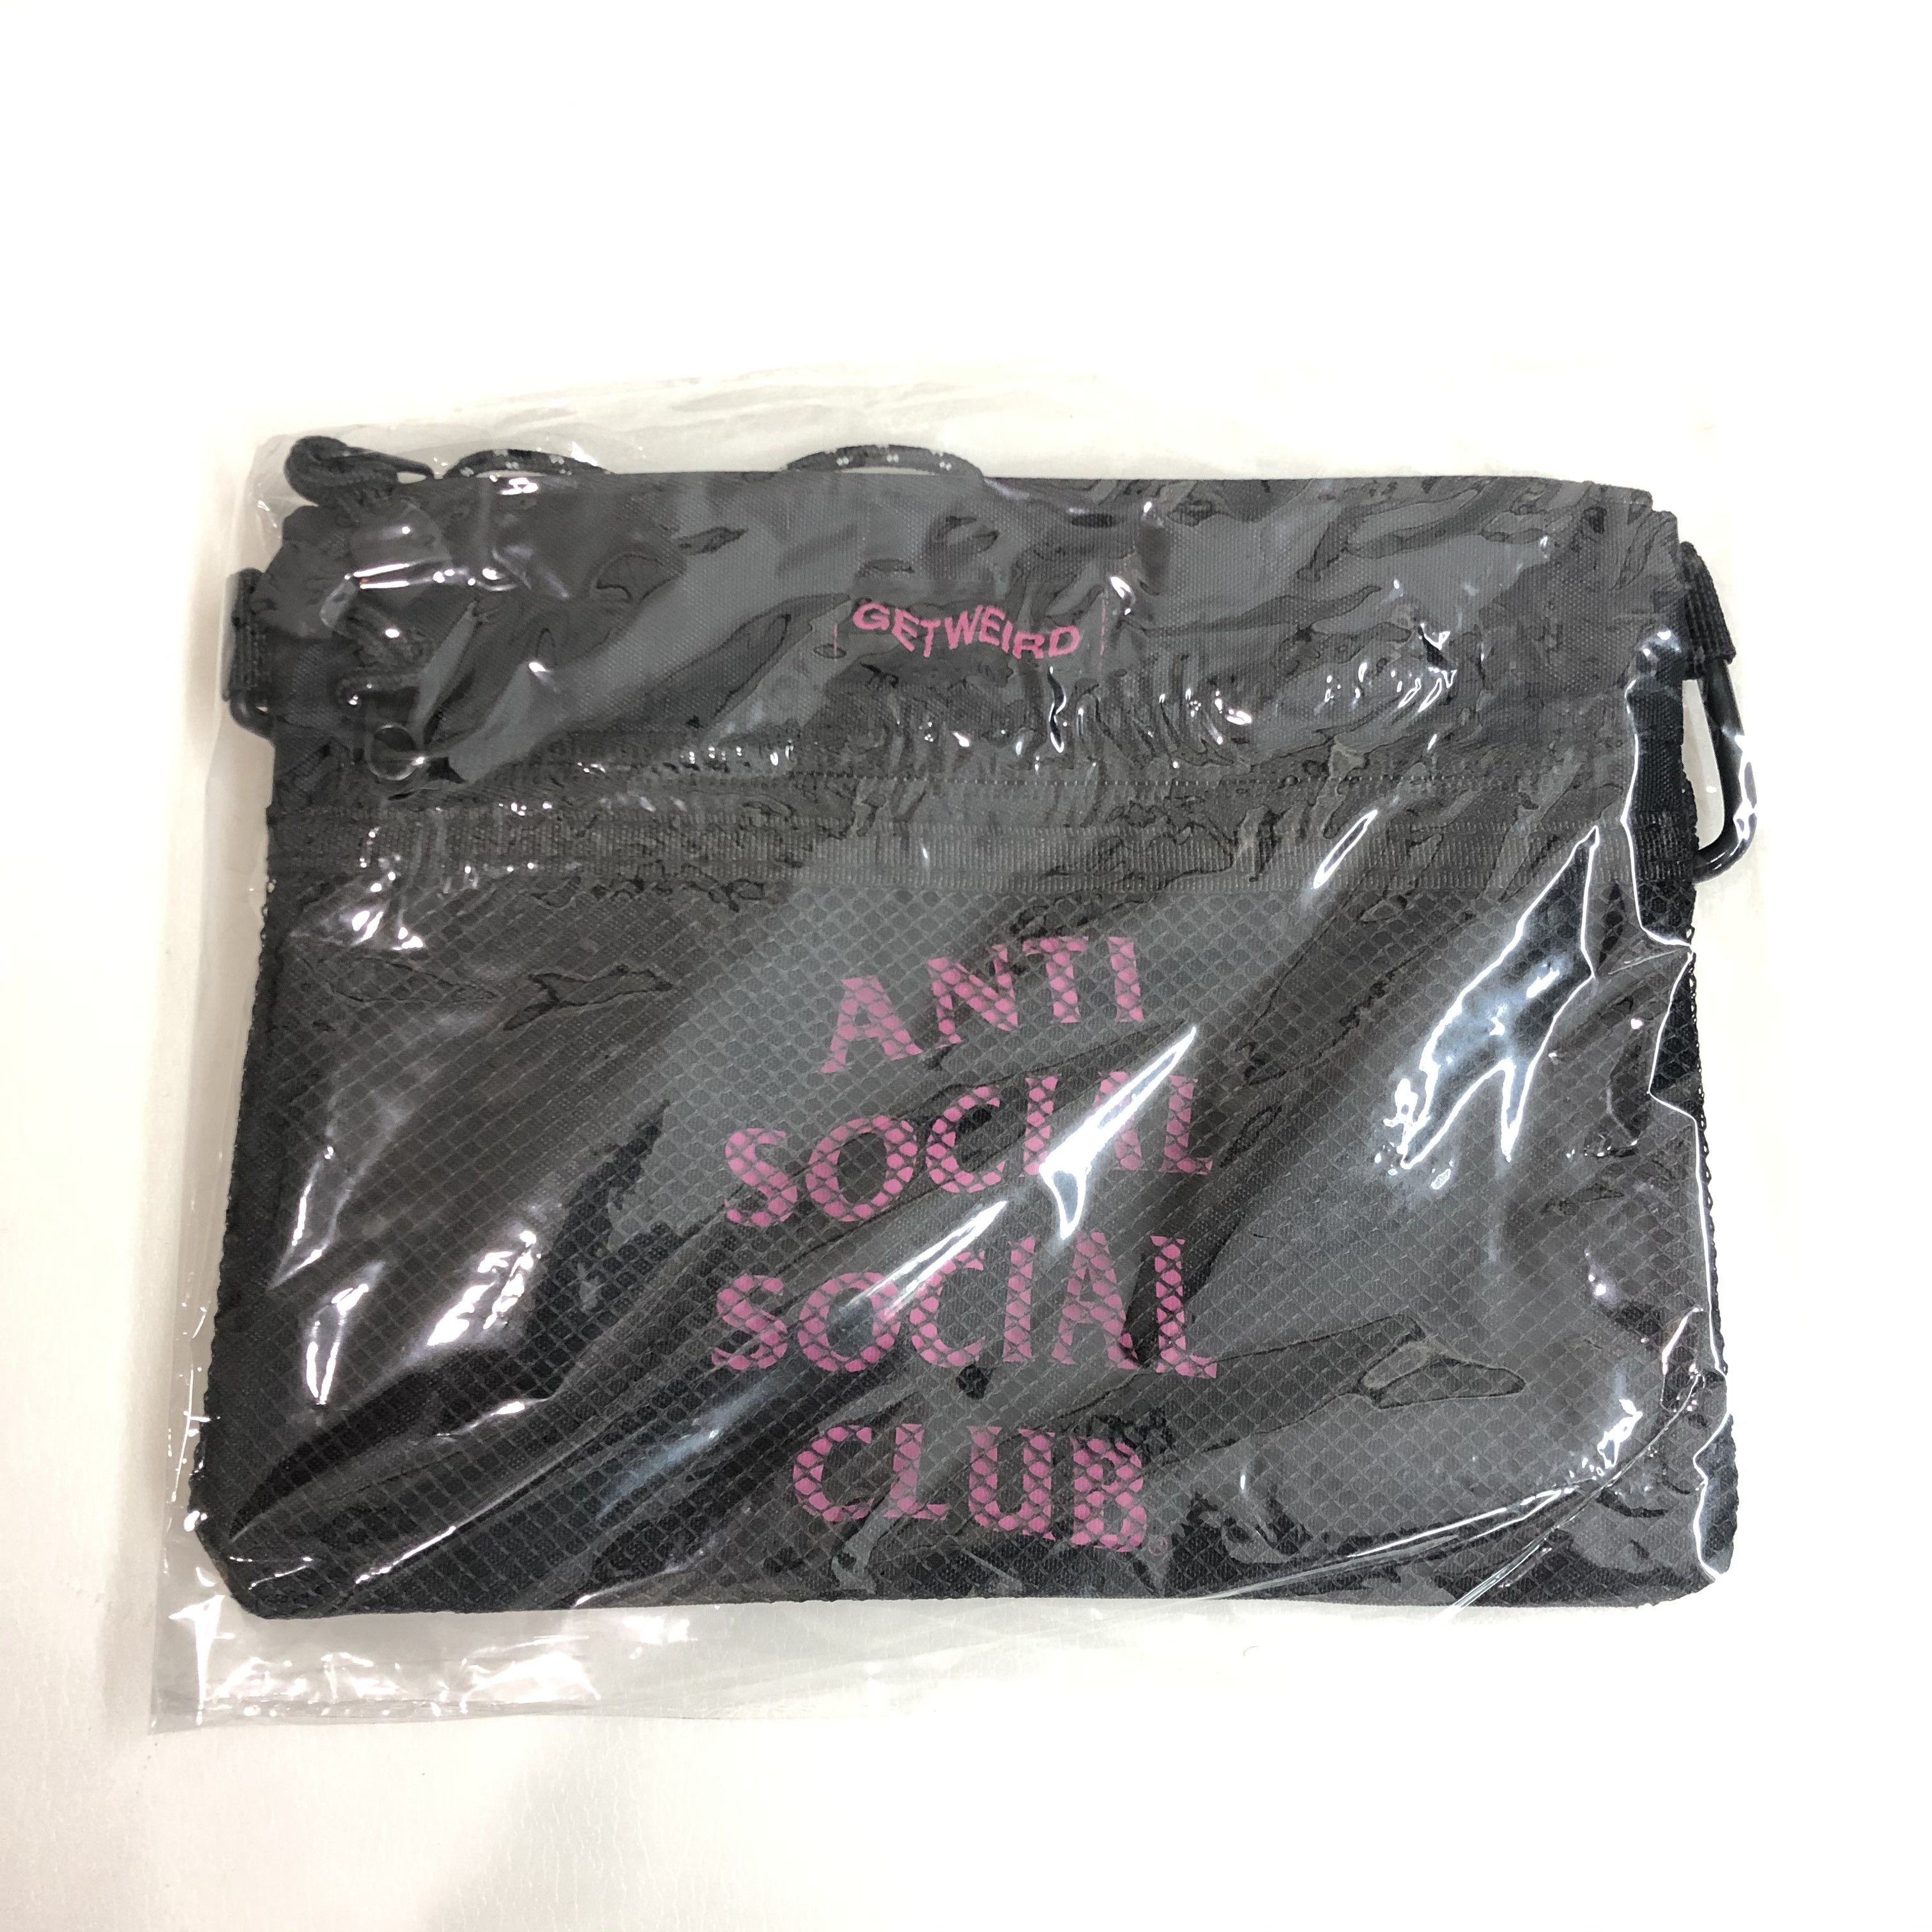 GETWEIRD
ANTI
SOCIAL
SOCIAL
CLUB